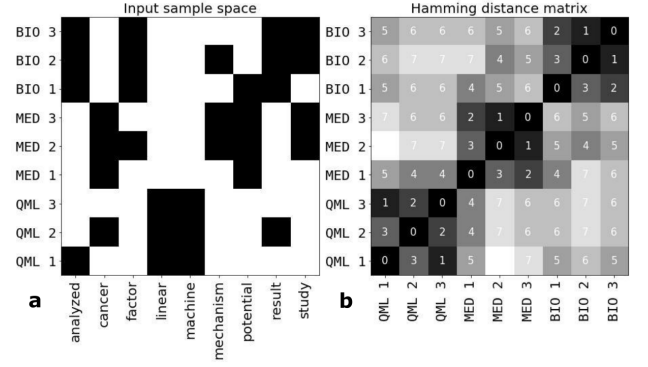 Input sample space
BIO 3
BIO 2
BIO 1
MED 3
MED 2
MED 1
QML 3
QML 2
QML 1
analyzed
cancer
factor
linear
machine
mechanism
potential
result
study
a
Hamming distance matrix
BIO 3 5 6 6 6 5 6 2 1 0
BIO 2 6 7 7 7 4 5 3 0 1
BIO 1 5 6 6 4 5 6 0 3 2
MED 3 7 6 6 2 1 0 6 5 6
MED 2 7 7 3 0 1 5 4 5
MED 1 5 4 4 0 3 2 4 7 6
QML 3 1 2 0 4 7 6 6 7 6
QML 2 3 0 2 4 7 6 6 7 6
QML 1 0 3 1 5 7 5 6 5
QML 1
QML 2
QML 3
MED 1
MED 2
MED 3
BIO 1
BIO 2
BIO 3
b